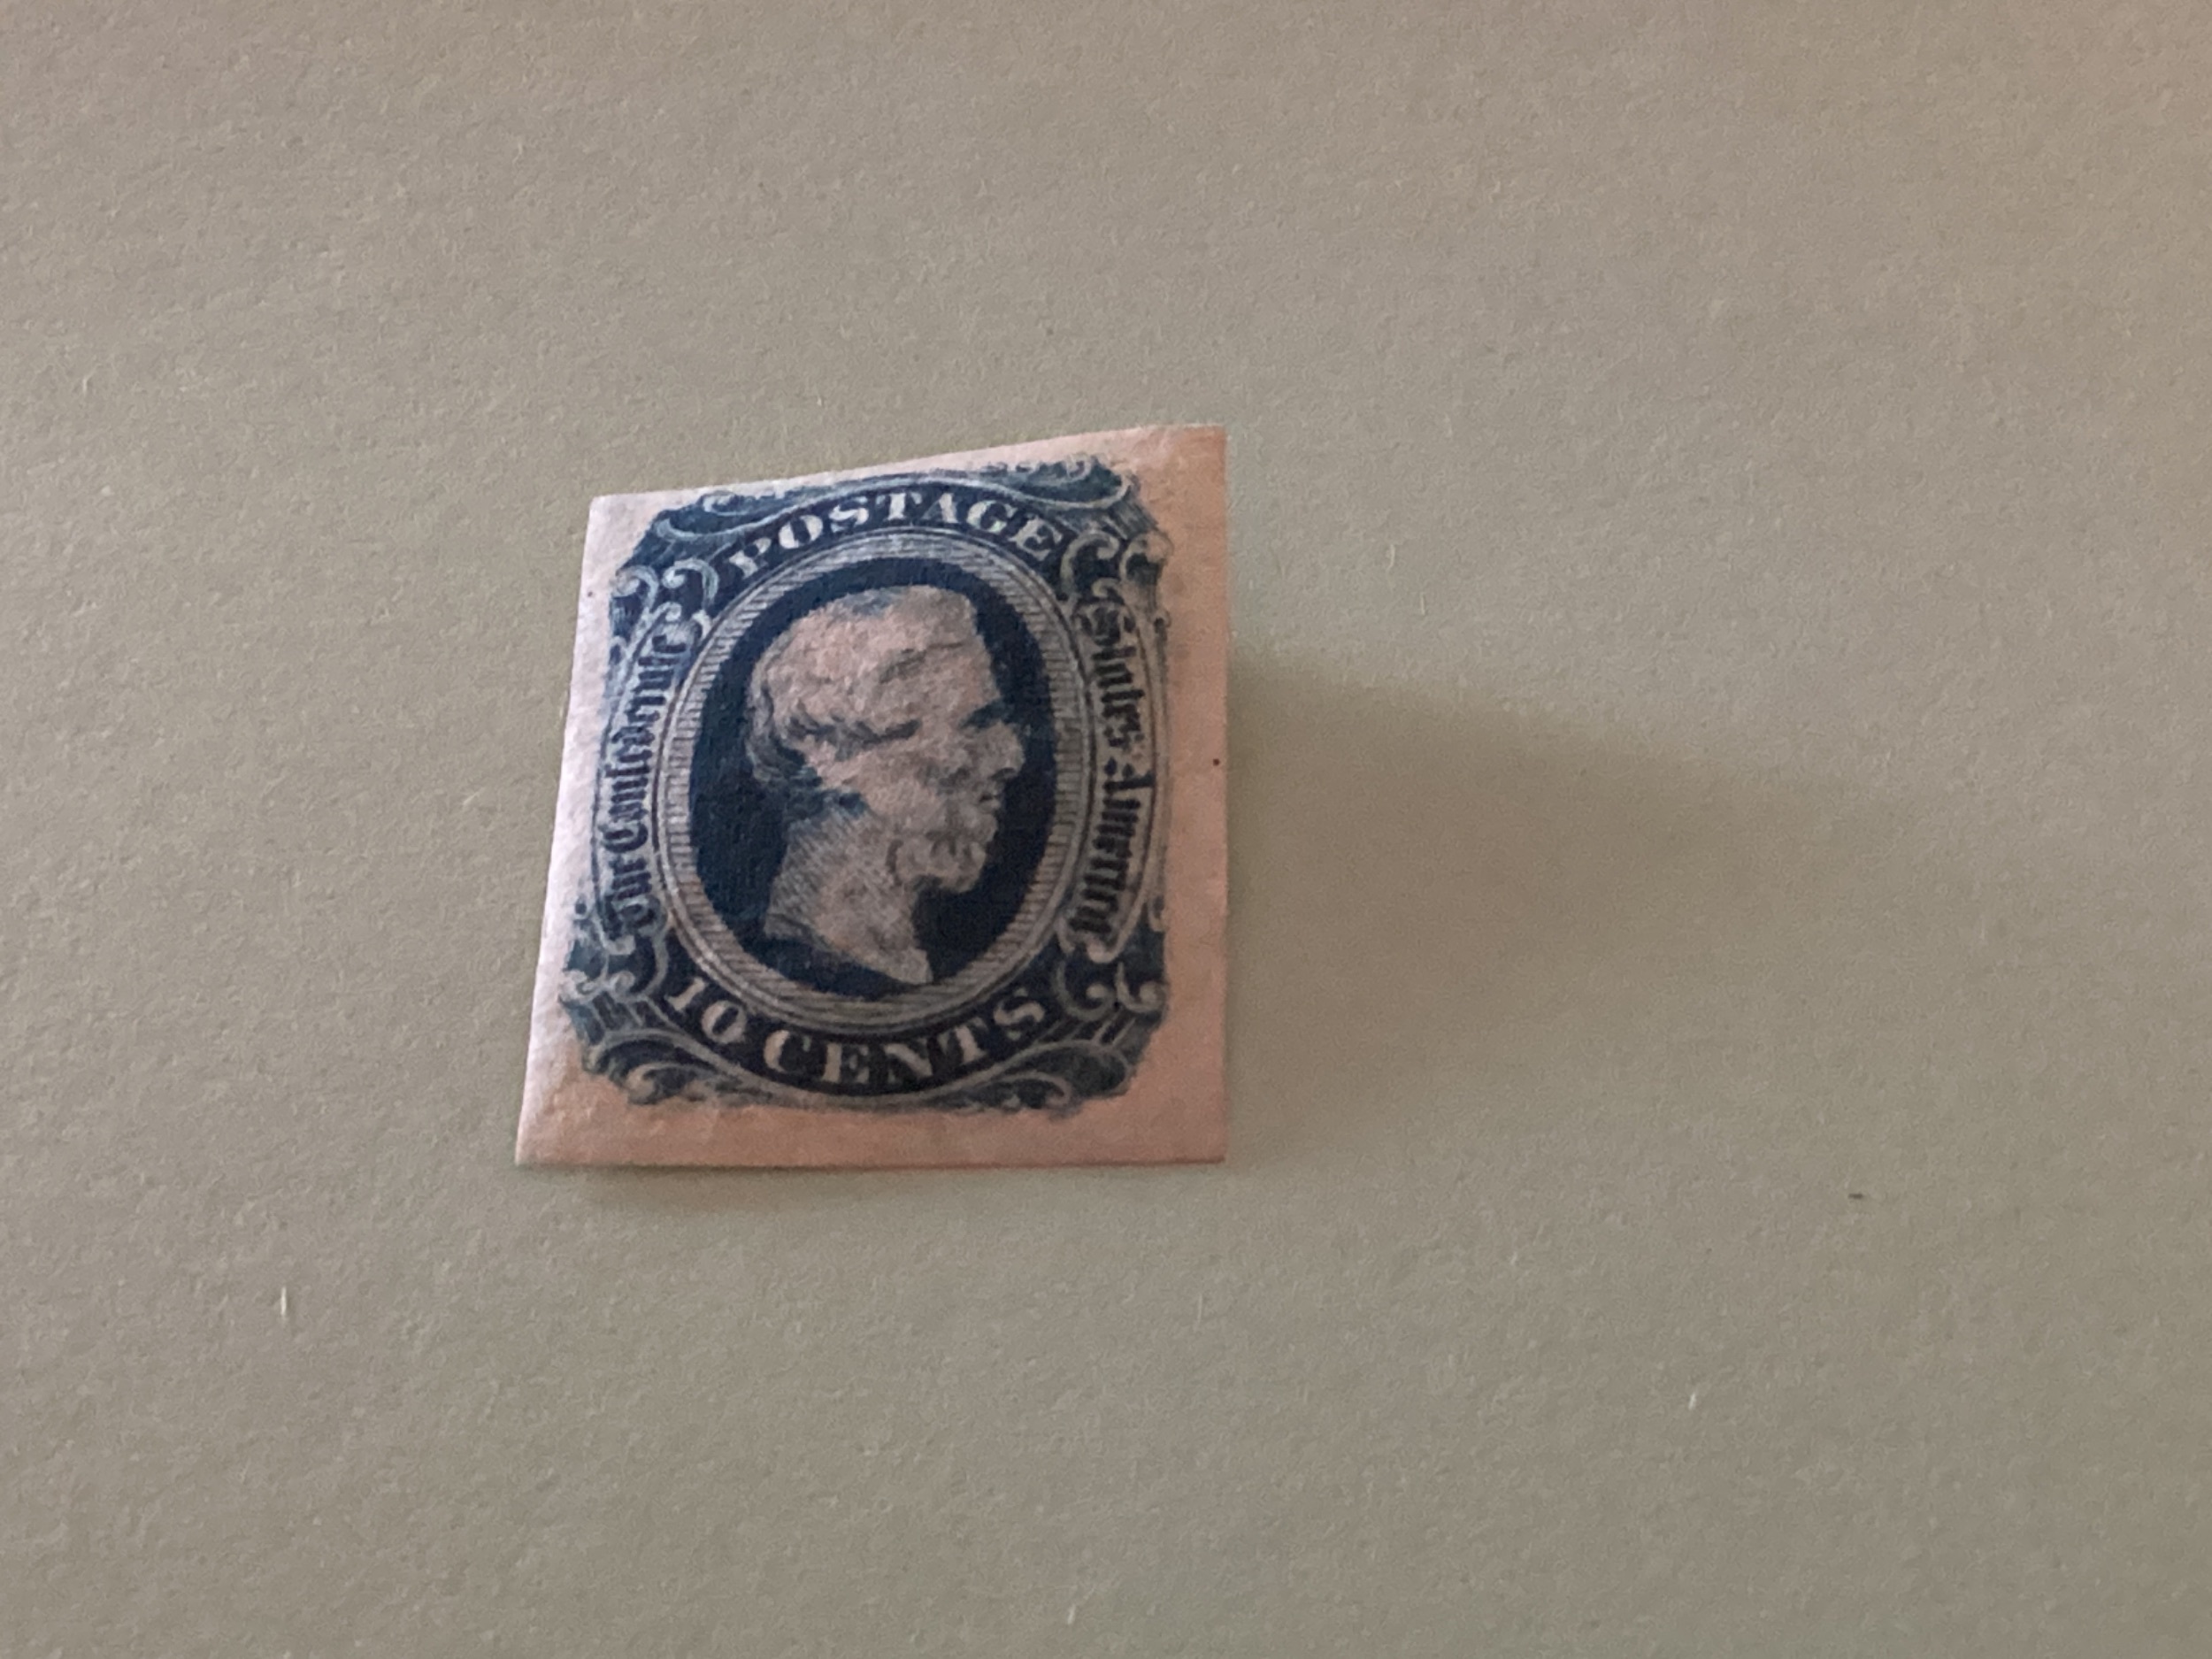 POSTAGE
The Confederate
States America
10 CENTS